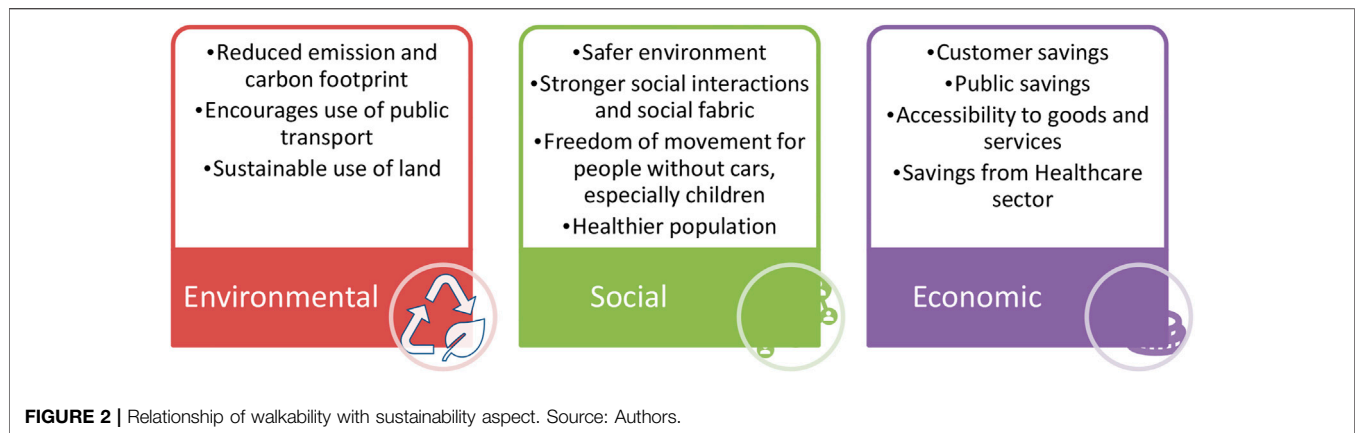 •Reduced emission and
carbon footprint
•Encourages use of public
transport
•Sustainable use of land
Environmental
•Safer environment
•Stronger social interactions
and social fabric
•Freedom of movement for
people without cars,
especially children
•Healthier population
Social
•Customer savings
•Public savings
•Accessibility to goods and
services
•Savings from Healthcare
sector
Economic
FIGURE 2 | Relationship of walkability with sustainability aspect. Source: Authors.